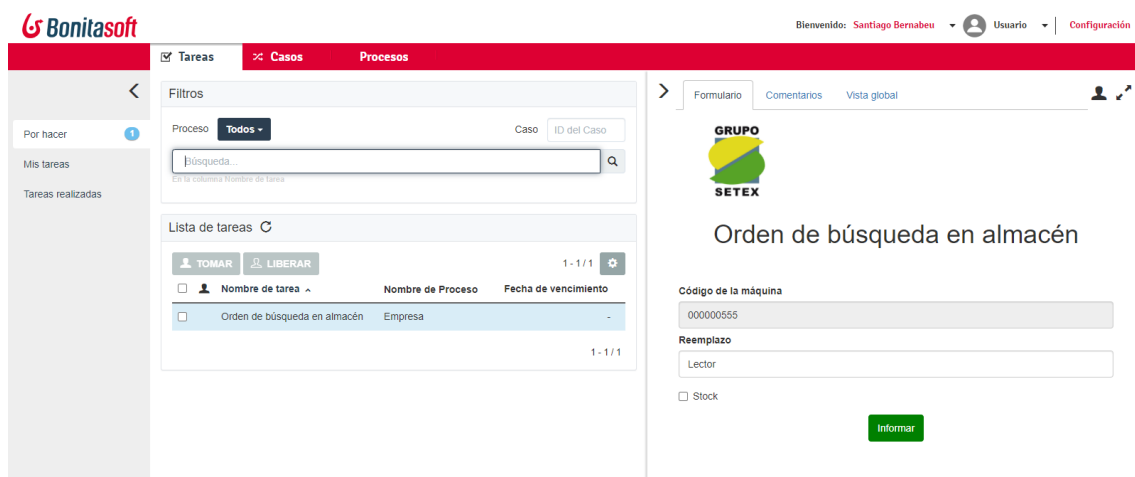 Bonitasoft
Bienvenido: Santiago Bernabeu Usuario Configuración
Tareas Casos Procesos
Por hacer 1
Mis tareas
Tareas realizadas
Filtros
Proceso Todos Caso ID del Caso
Búsqueda...
En la columna Nombre de tarea
Lista de tareas
TOMAR LIBERAR 1 - 1 / 1
Nombre de tarea Nombre de Proceso Fecha de vencimiento
Orden de búsqueda en almacén Empresa -
1 - 1 / 1
Formulario Comentarios Vista global
GRUPO
SETEX
Orden de búsqueda en almacén
Código de la máquina
000000555
Reemplazo
Lector
Stock
Informar